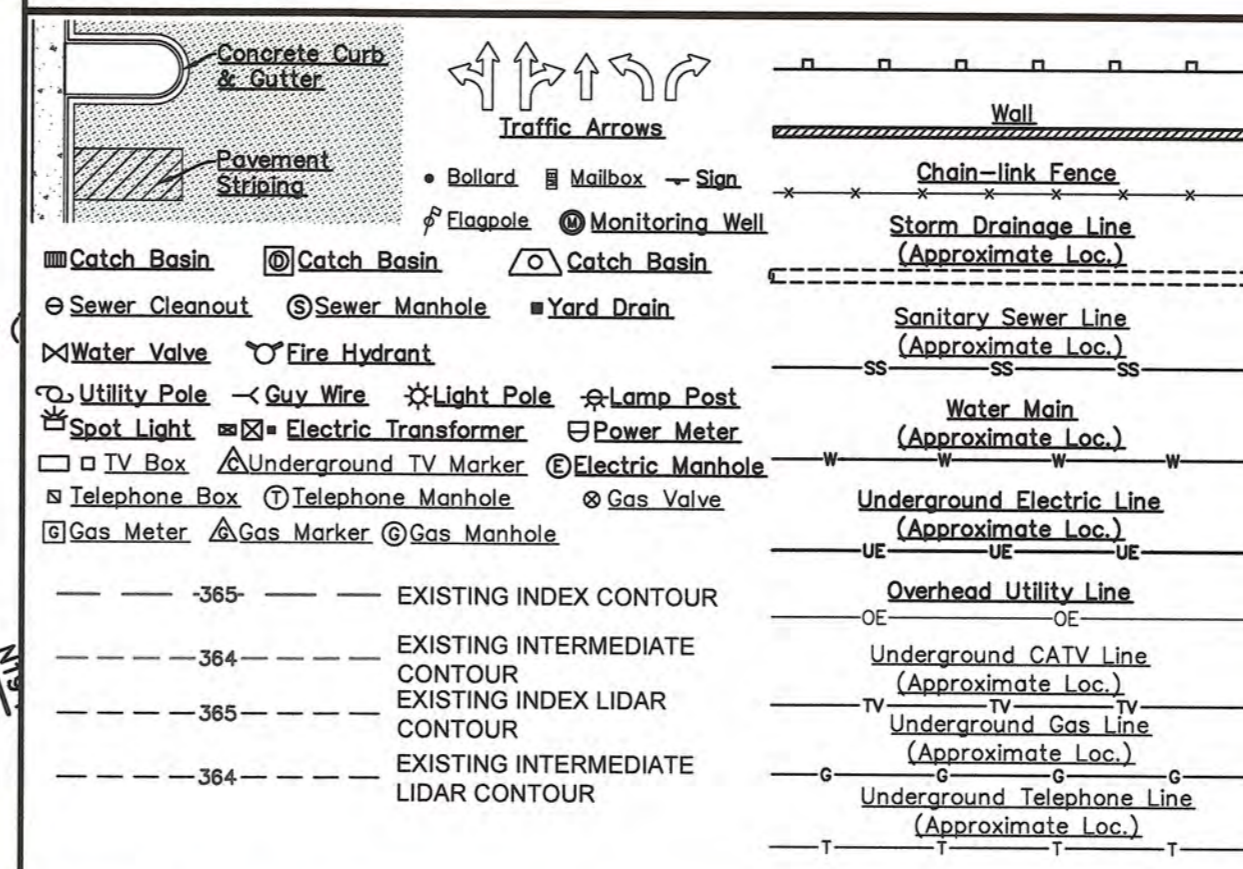 Concrete Curb
& Gutter
Pavement
Striping
Traffic Arrows
Bollard Mailbox Sign
Flagpole M Monitoring Well
Catch Basin D Catch Basin Catch Basin
Sewer Cleanout S Sewer Manhole Yard Drain
Water Valve Fire Hydrant
Utility Pole Guy Wire Light Pole Lamp Post
Spot Light Electric Transformer Power Meter
TV Box C Underground TV Marker E Electric Manhole
Telephone Box T Telephone Manhole Gas Valve
G Gas Meter G Gas Marker G Gas Manhole
365 EXISTING INDEX CONTOUR
364 EXISTING INTERMEDIATE
CONTOUR
365 EXISTING INDEX LIDAR
CONTOUR
364 EXISTING INTERMEDIATE
LIDAR CONTOUR
Wall
Chain-link Fence
X X X X X X X
Storm Drainage Line
(Approximate Loc.)
Sanitary Sewer Line
(Approximate Loc.)
SS SS SS
Water Main
(Approximate Loc.)
W W W W
Underground Electric Line
(Approximate Loc.)
UE UE UE
Overhead Utility Line
OE OE
Underground CATV Line
(Approximate Loc.)
TV TV TV
Underground Gas Line
(Approximate Loc.)
G G G G
Underground Telephone Line
(Approximate Loc.)
T T T T